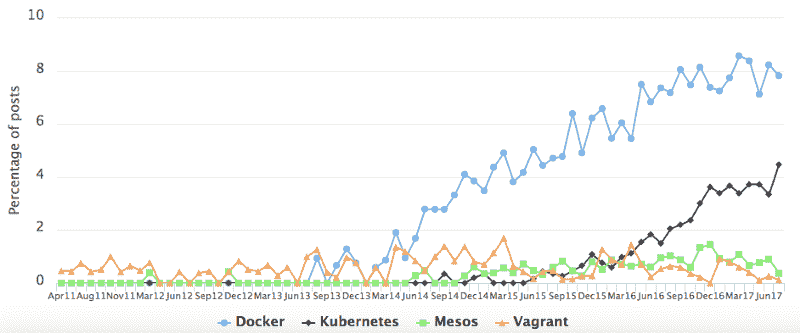 10
8
6
4
2
0
Percentage of posts
Apr11 Aug11 Nov11 Mar12 Jun12 Sep12 Dec12 Mar13 Jun13 Sep13 Dec13 Mar14 Jun14 Sep14 Dec14 Mar15 Jun15 Sep15 Dec15 Mar16 Jun16 Sep16 Dec16 Mar17 Jun17
Docker Kubernetes Mesos Vagrant